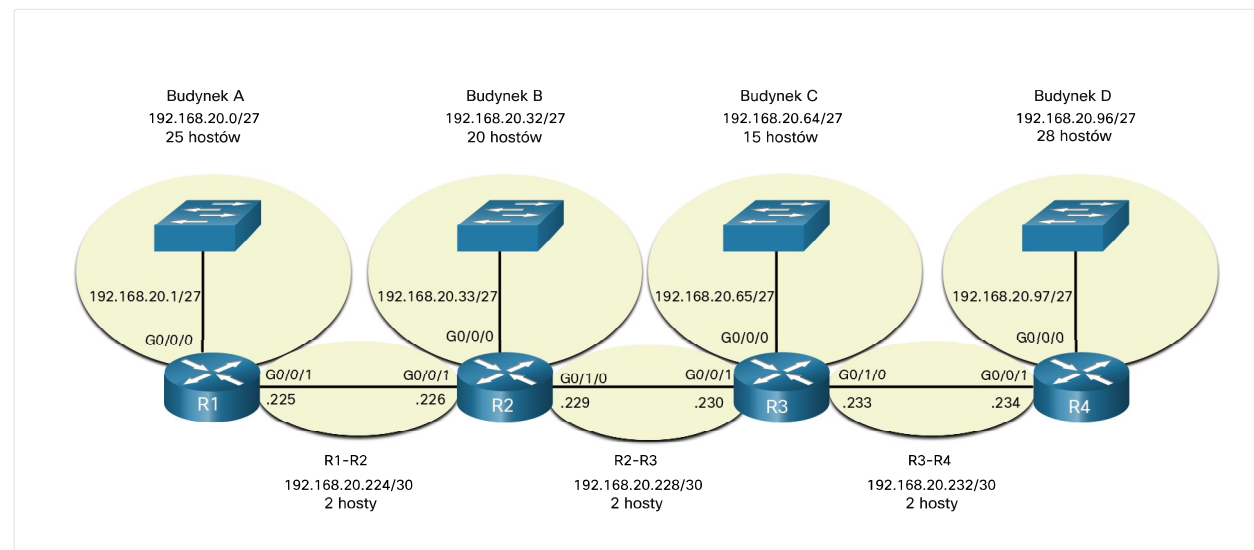 Budynek A
192.168.20.0/27
25 hostów
Budynek B
192.168.20.32/27
20 hostów
Budynek C
192.168.20.64/27
15 hostów
Budynek D
192.168.20.96/27
28 hostów
192.168.20.1/27
192.168.20.33/27
192.168.20.65/27
192.168.20.97/27
G0/0/0
G0/0/0
G0/0/0
G0/0/0
R1
G0/0/1
.225
G0/0/1
.226
R2
G0/1/0
.229
G0/0/1
.230
R3
G0/1/0
.233
G0/0/1
.234
R4
R1-R2
192.168.20.224/30
2 hosty
R2-R3
192.168.20.228/30
2 hosty
R3-R4
192.168.20.232/30
2 hosty